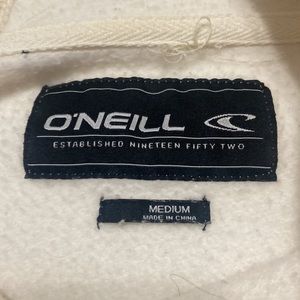 O'NEILL
ESTABLISHED NINETEEN FIFTY TWO
MEDIUM
MADE IN CHINA